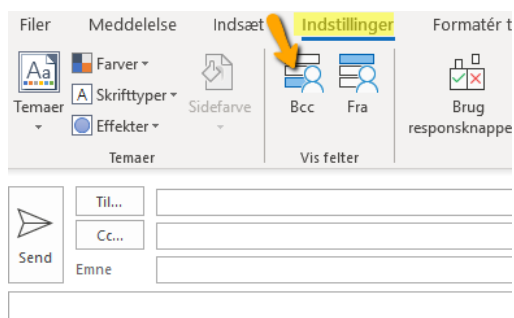 Filer Meddelelse Indsæt Indstillinger Formatér t
Aa Farver
A Skrifttyper
Temaer Effekter
Sidefarve Bcc Fra Brug
responsknappe
Temaer Vis felter
Til...
Cc...
Send Emne